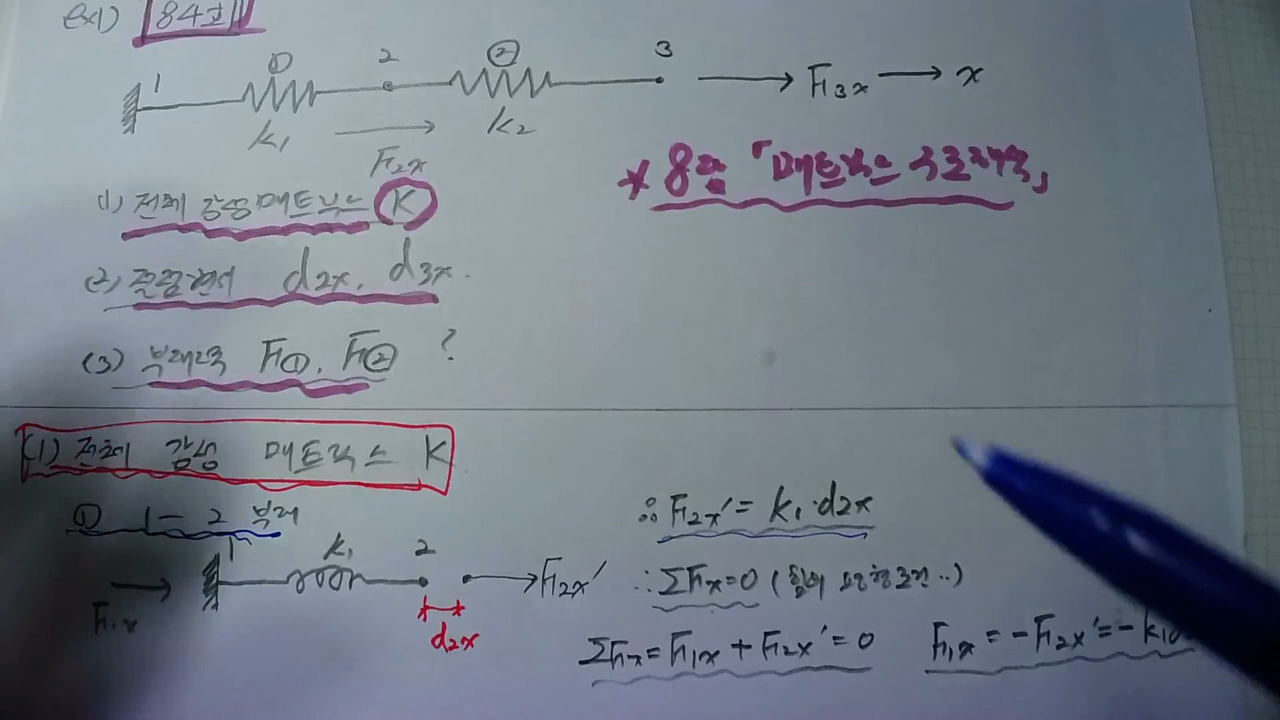 ex1) 84회
1 ① 2 ② 3 → F3x → x
k1 → k2
F2x
* 8장 「매트릭스 구조해석」
(1) 전체 강성매트릭스 K
(2) 절점변위 d2x, d3x.
(3) 부재력 F①, F② ?
(1) 전체 강성 매트릭스 K
① 1 - 2 부재
∴ F2x' = k1·d2x
1 k1 2 → F2x'
F1x
d2x
∴ ΣFx=0 (힘의 평형조건..)
ΣFx = F1x + F2x' = 0
F1x = -F2x' = -k1d